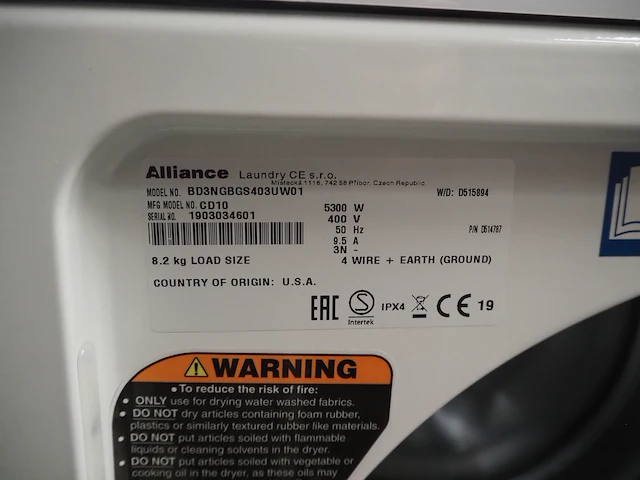 Alliance Laundry CE s.r.o.
Místecká 1116, 742 58 Příbor, Czech Republic
MODEL NO. BD3NGBGS403UW01 W/D: D515894
MFG MODEL NO. CD10 5300 W
SERIAL NO. 1903034601 400 V
50 Hz P/N D514787
9.5 A
3N ~
8.2 kg LOAD SIZE 4 WIRE + EARTH (GROUND)
COUNTRY OF ORIGIN: U.S.A.
EAC S Intertek IPX4 CE 19
WARNING
• To reduce the risk of fire:
• ONLY use for drying water washed fabrics.
• DO NOT dry articles containing foam rubber,
plastics or similarly textured rubber like materials.
• DO NOT put articles soiled with flammable
liquids or cleaning solvents in the dryer.
• DO NOT put articles soiled with vegetable or
cooking oil in the dryer, as these oils may